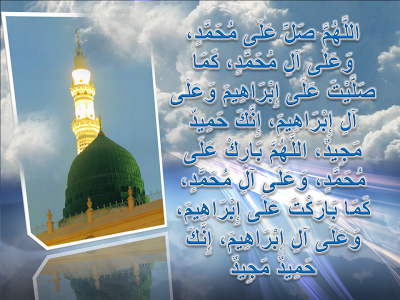 اللَّهُمَّ صَلِّ عَلَى مُحَمَّدٍ،
وَعَلَى آلِ مُحَمَّدٍ، كَمَا
صَلَّيْتَ عَلَى إِبْرَاهِيمَ وَعَلَى
آلِ إِبْرَاهِيمَ، إِنَّكَ حَمِيدٌ
مَجِيدٌ، اللَّهُمَّ بَارِكْ عَلَى
مُحَمَّدٍ، وَعَلَى آلِ مُحَمَّدٍ،
كَمَا بَارَكْتَ عَلَى إِبْرَاهِيمَ،
وَعَلَى آلِ إِبْرَاهِيمَ، إِنَّكَ
حَمِيدٌ مَجِيدٌ